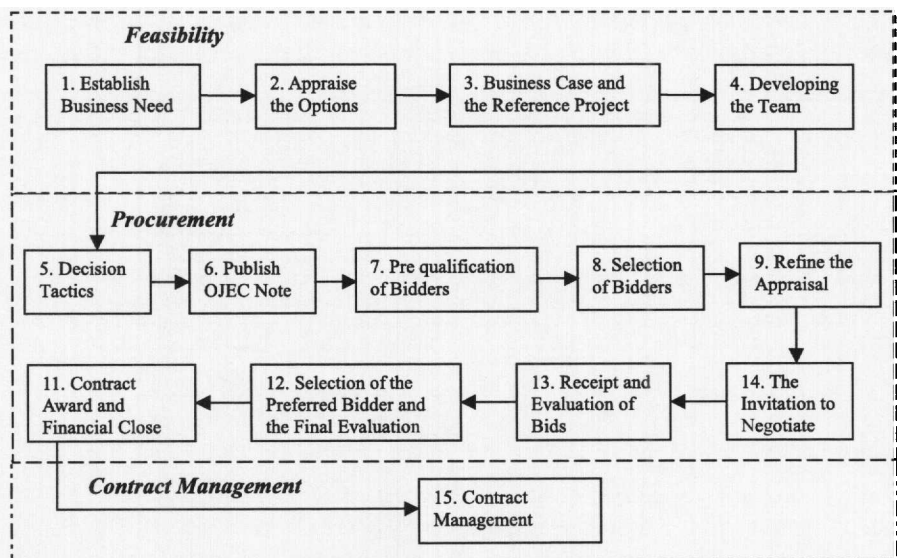 Feasibility
1. Establish
Business Need
2. Appraise
the Options
3. Business Case and
the Reference Project
4. Developing
the Team
Procurement
5. Decision
Tactics
6. Publish
OJEC Note
7. Pre qualification
of Bidders
8. Selection
of Bidders
9. Refine the
Appraisal
11. Contract
Award and
Financial Close
12. Selection of the
Preferred Bidder and
the Final Evaluation
13. Receipt and
Evaluation of
Bids
14. The
Invitation to
Negotiate
Contract Management
15. Contract
Management